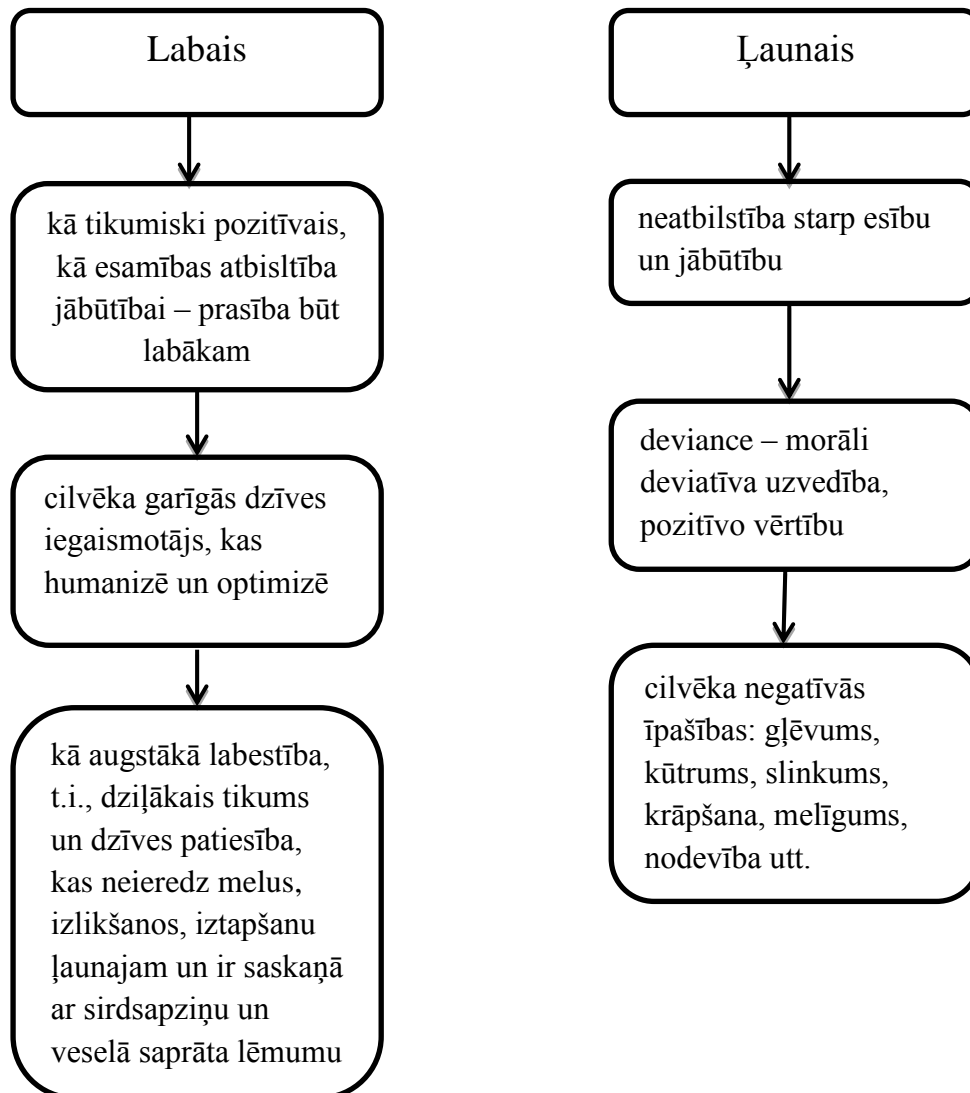 Labais
kā tikumiski pozitīvais,
kā esamības atbisltība
jābūtībai – prasība būt
labākam
cilvēka garīgās dzīves
iegaismotājs, kas
humanizē un optimizē
kā augstākā labestība,
t.i., dziļākais tikums
un dzīves patiesība,
kas neieredz melus,
izlikšanos, iztapšanu
ļaunajam un ir saskaņā
ar sirdsapziņu un
veselā saprāta lēmumu
Ļaunais
neatbilstība starp esību
un jābūtību
deviance – morāli
deviatīva uzvedība,
pozitīvo vērtību
cilvēka negatīvās
īpašības: gļēvums,
kūtrums, slinkums,
krāpšana, melīgums,
nodevība utt.